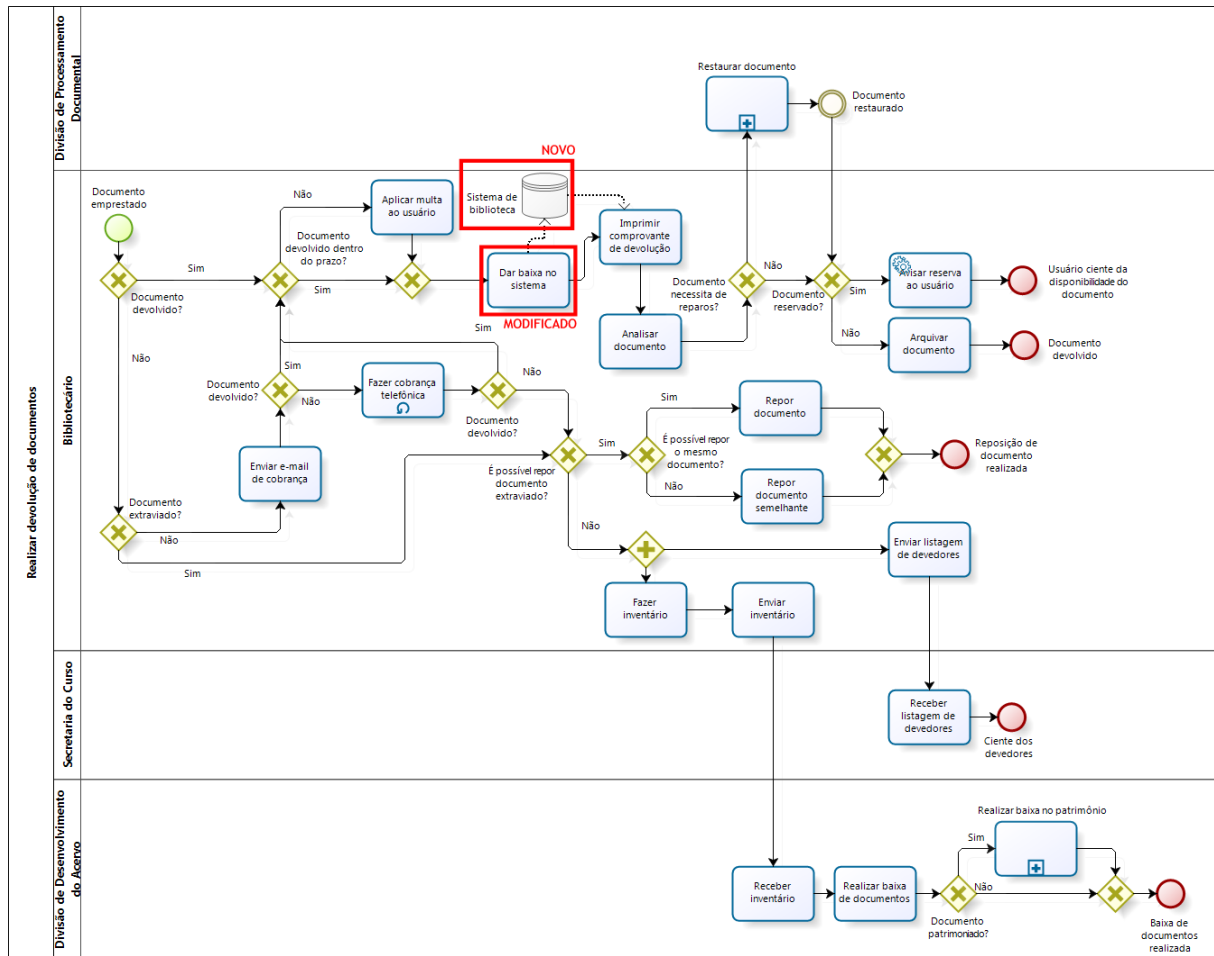 Realizar devolução de documentos
Divisão de Processamento
Documental
Restaurar documento
Documento
restaurado
Bibliotecário
NOVO
Documento
emprestado
Não
Aplicar multa
ao usuário
Sistema de
biblioteca
Imprimir
comprovante
de devolução
Documento
devolvido dentro
do prazo?
Sim
Sim
Documento
devolvido?
Dar baixa no
sistema
MODIFICADO
Documento
necessita de
reparos?
Não
Documento
reservado?
Sim
Avisar reserva
ao usuário
Usuário ciente da
disponibilidade do
documento
Analisar
documento
Não
Arquivar
documento
Documento
devolvido
Não
Sim
Documento
devolvido?
Sim
Não
Fazer cobrança
telefônica
Documento
devolvido?
Não
Enviar e-mail
de cobrança
É possível repor
documento
extraviado?
Sim
Sim
É possível repor
o mesmo
documento?
Não
Repor
documento
Repor
documento
semelhante
Reposição de
documento
realizada
Documento
extraviado?
Não
Sim
Não
Enviar listagem
de devedores
Fazer
inventário
Enviar
inventário
Secretaria do Curso
Receber
listagem de
devedores
Ciente dos
devedores
Divisão de Desenvolvimento
do Acervo
Realizar baixa no patrimônio
Sim
Receber
inventário
Realizar baixa
de documentos
Não
Documento
patrimoniado?
Baixa de
documentos
realizada